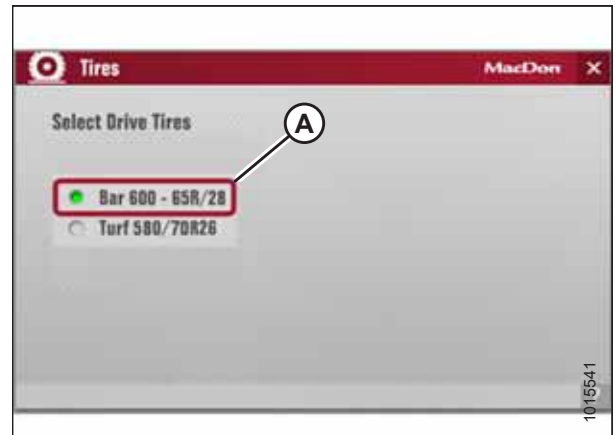 Tires
MacDon X
Select Drive Tires
A
Bar 600 - 65R/28
Turf 580/70R26
1015541